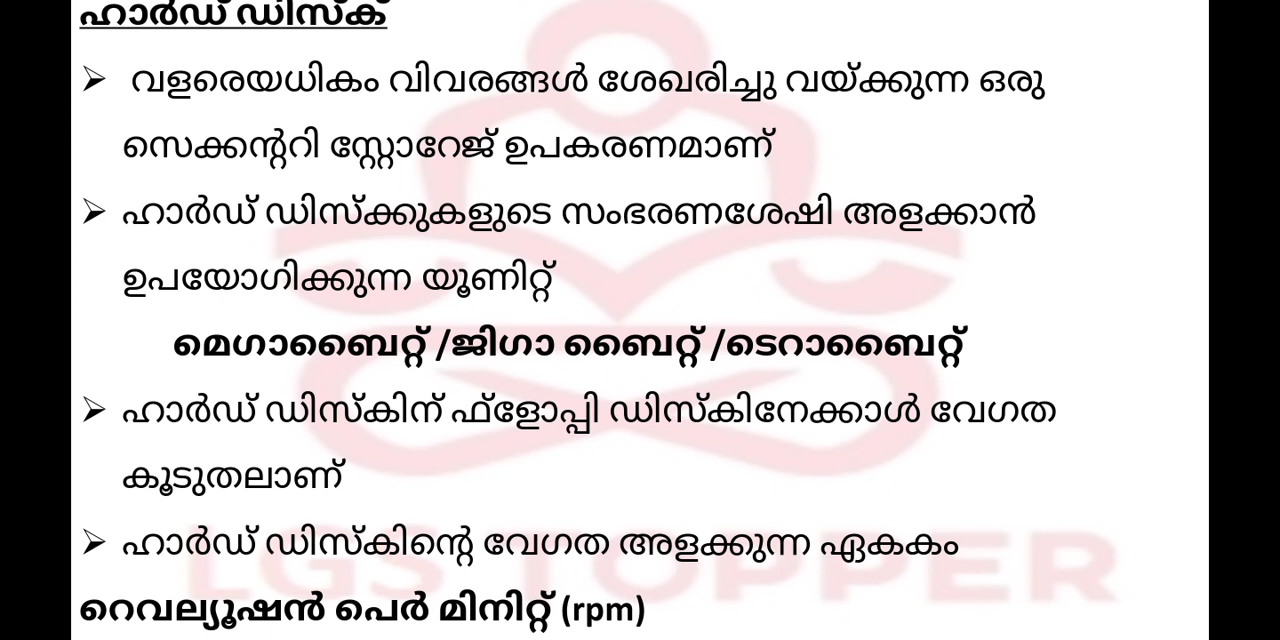 ഹാർഡ് ഡിസ്ക്
➢ വളരെയധികം വിവരങ്ങൾ ശേഖരിച്ചു വയ്ക്കുന്ന ഒരു
സെക്കന്ററി സ്റ്റോറേജ് ഉപകരണമാണ്
➢ ഹാർഡ് ഡിസ്ക്കുകളുടെ സംഭരണശേഷി അളക്കാൻ
ഉപയോഗിക്കുന്ന യൂണിറ്റ്
മെഗാബൈറ്റ് /ജിഗാ ബൈറ്റ് /ടെറാബൈറ്റ്
➢ ഹാർഡ് ഡിസ്കിന് ഫ്ളോപ്പി ഡിസ്കിനേക്കാൾ വേഗത
കൂടുതലാണ്
➢ ഹാർഡ് ഡിസ്കിന്റെ വേഗത അളക്കുന്ന ഏകകം
LGS TOPPER
റെവല്യൂഷൻ പെർ മിനിറ്റ് (rpm)